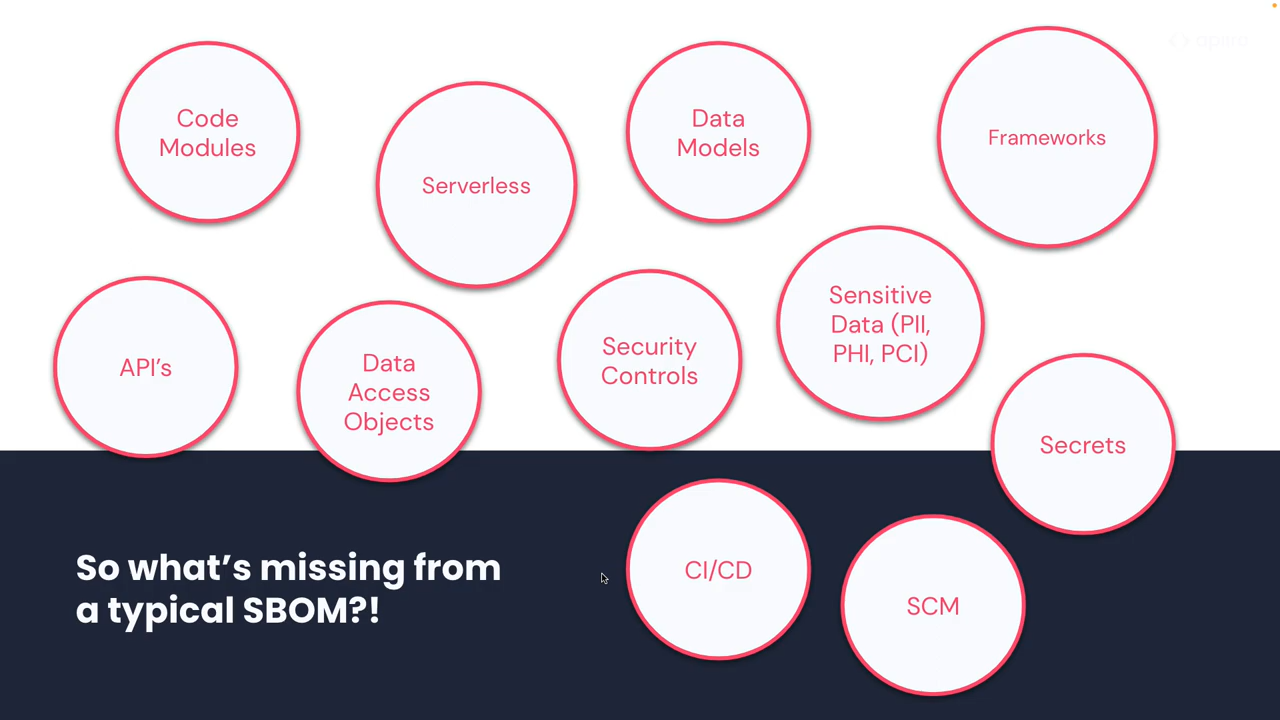 Code
Modules
Serverless
Data
Models
Frameworks
API's
Data
Access
Objects
Security
Controls
Sensitive
Data (PII,
PHI, PCI)
Secrets
CI/CD
SCM
So what's missing from
a typical SBOM?!